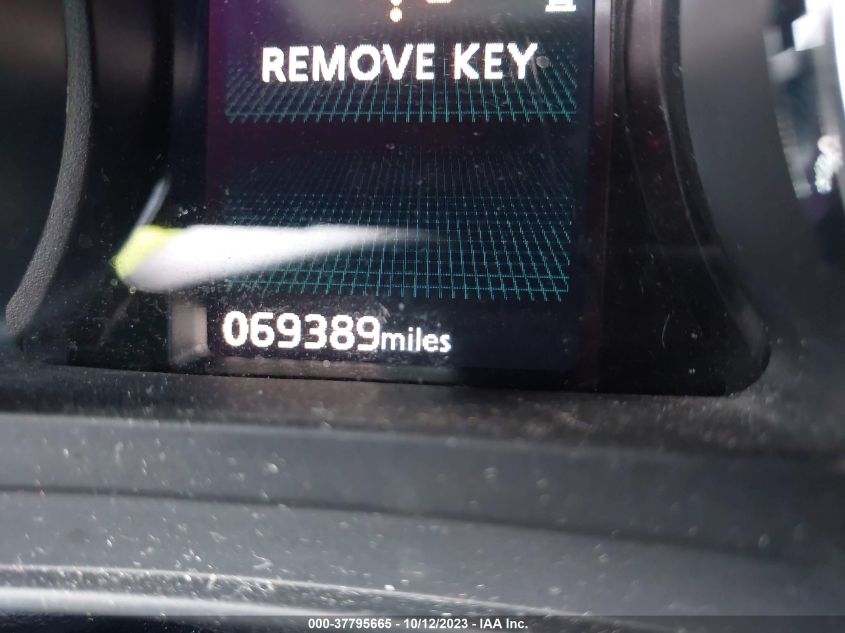 REMOVE KEY
069389miles
000-37795665 - 10/12/2023 - IAA Inc.